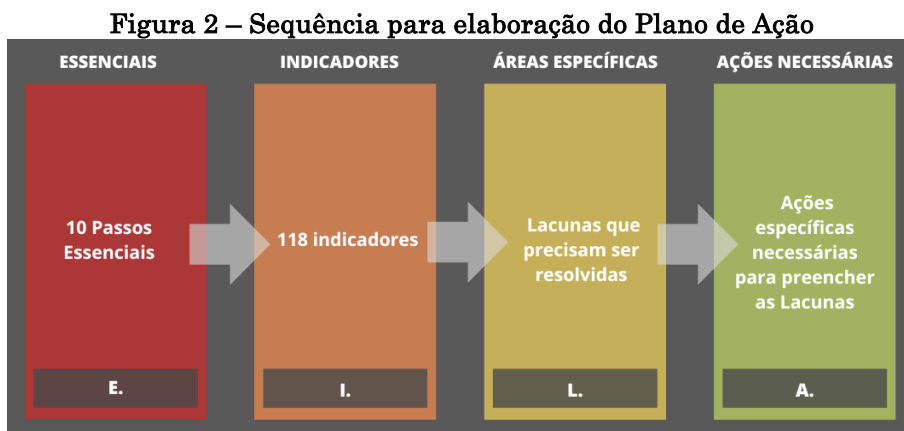 Figura 2 – Sequência para elaboração do Plano de Ação
ESSENCIAIS
INDICADORES
ÁREAS ESPECÍFICAS
AÇÕES NECESSÁRIAS
10 Passos
Essenciais
118 indicadores
Lacunas que
precisam ser
resolvidas
Ações
específicas
necessárias
para preencher
as Lacunas
E.
I.
L.
A.